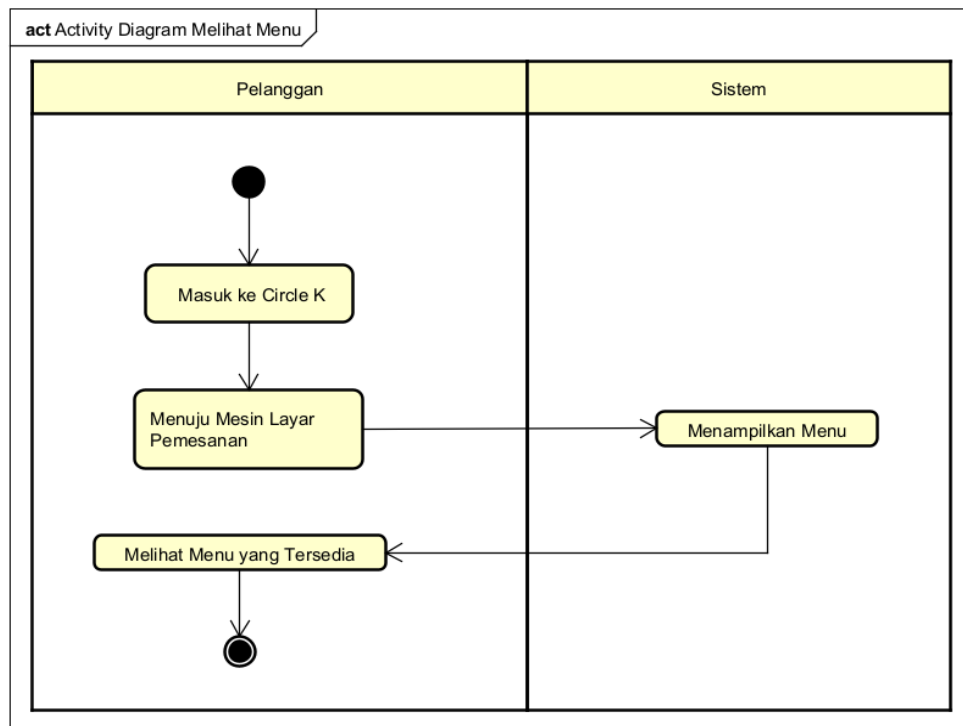 act Activity Diagram Melihat Menu
Pelanggan
Sistem
Masuk ke Circle K
Menuju Mesin Layar
Pemesanan
Menampilkan Menu
Melihat Menu yang Tersedia